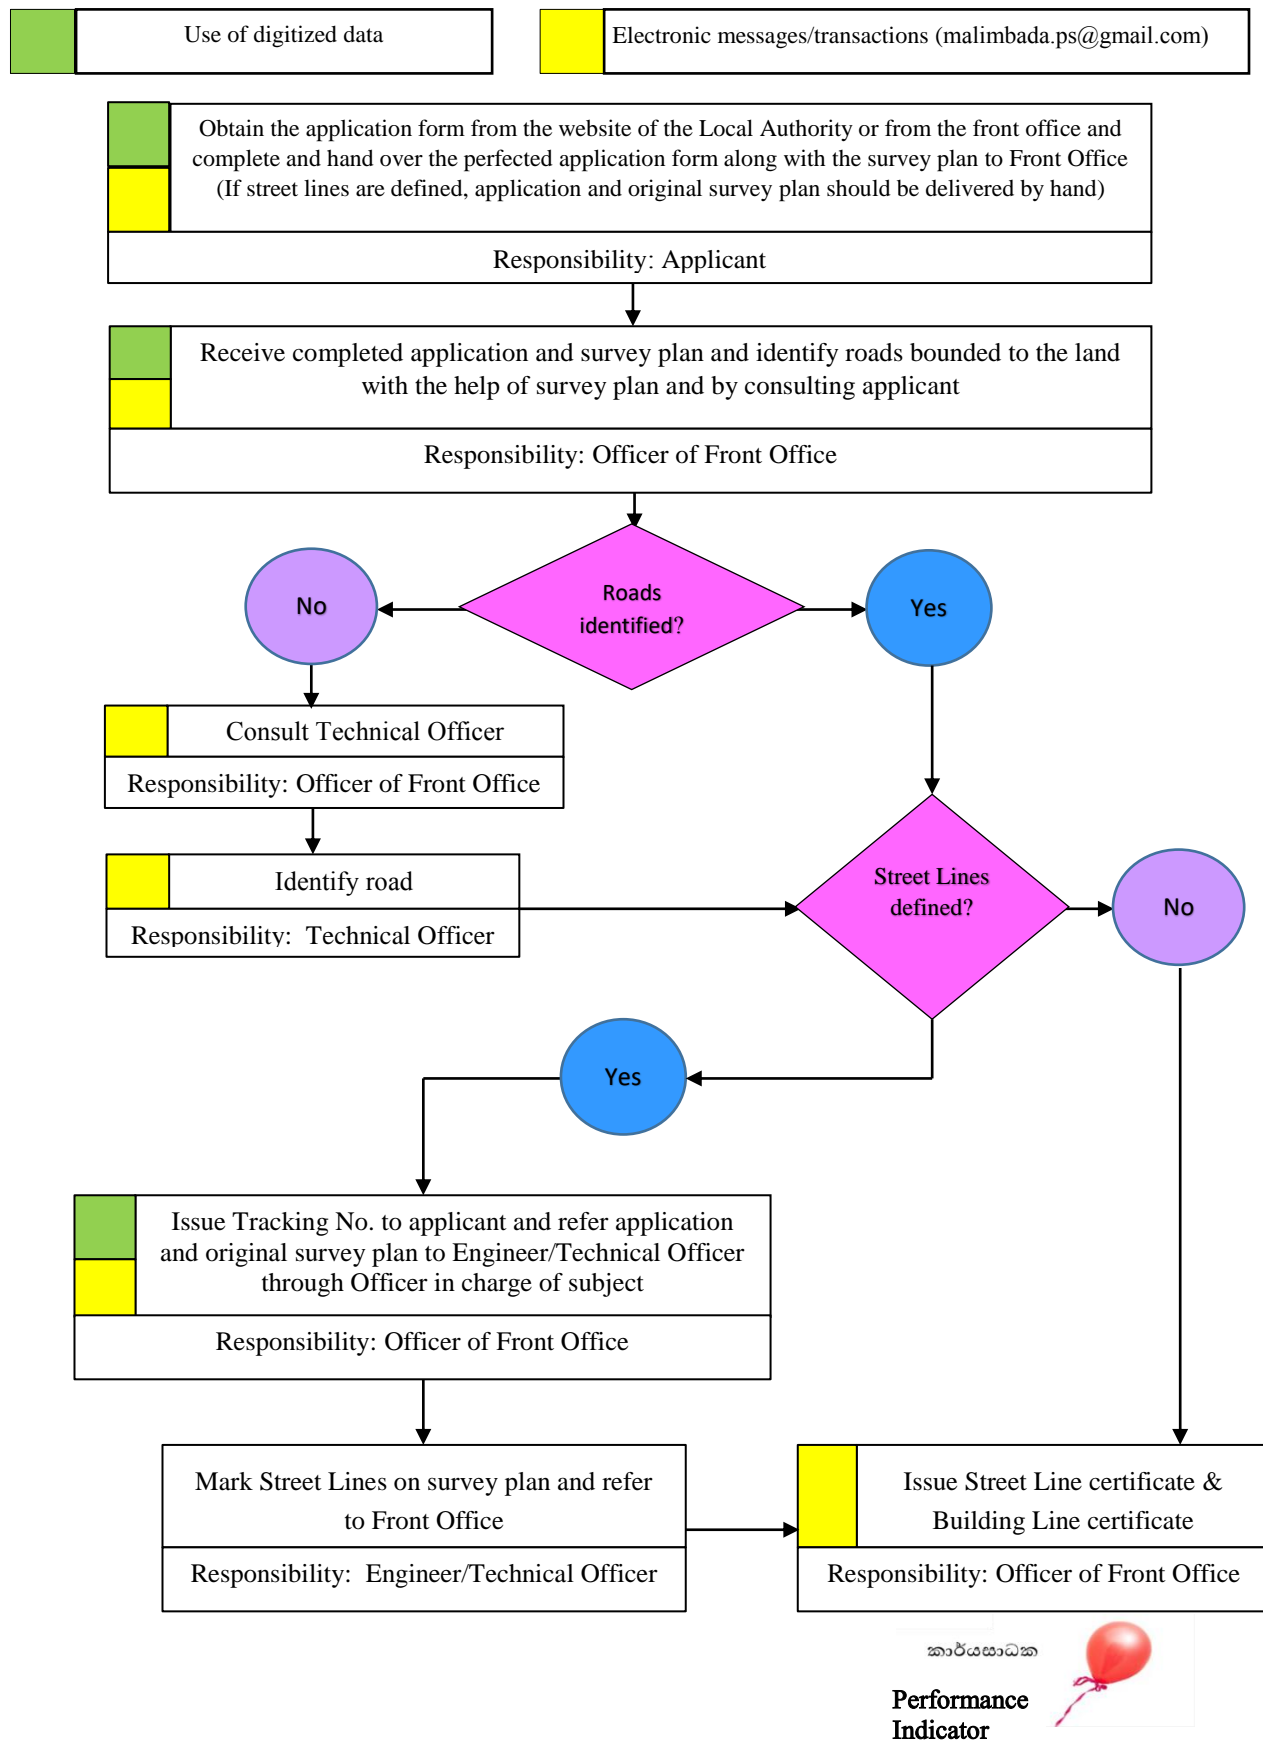 Use of digitized data
Electronic messages/transactions (malimbada.ps@gmail.com)
Obtain the application form from the website of the Local Authority or from the front office and
complete and hand over the perfected application form along with the survey plan to Front Office
(If street lines are defined, application and original survey plan should be delivered by hand)
Responsibility: Applicant
Receive completed application and survey plan and identify roads bounded to the land
with the help of survey plan and by consulting applicant
Responsibility: Officer of Front Office
No
Roads
identified?
Yes
Consult Technical Officer
Responsibility: Officer of Front Office
Identify road
Responsibility: Technical Officer
Street Lines
defined?
No
Yes
Issue Tracking No. to applicant and refer application
and original survey plan to Engineer/Technical Officer
through Officer in charge of subject
Responsibility: Officer of Front Office
Mark Street Lines on survey plan and refer
to Front Office
Responsibility: Engineer/Technical Officer
Issue Street Line certificate &
Building Line certificate
Responsibility: Officer of Front Office
කාර්යසාධක
Performance
Indicator